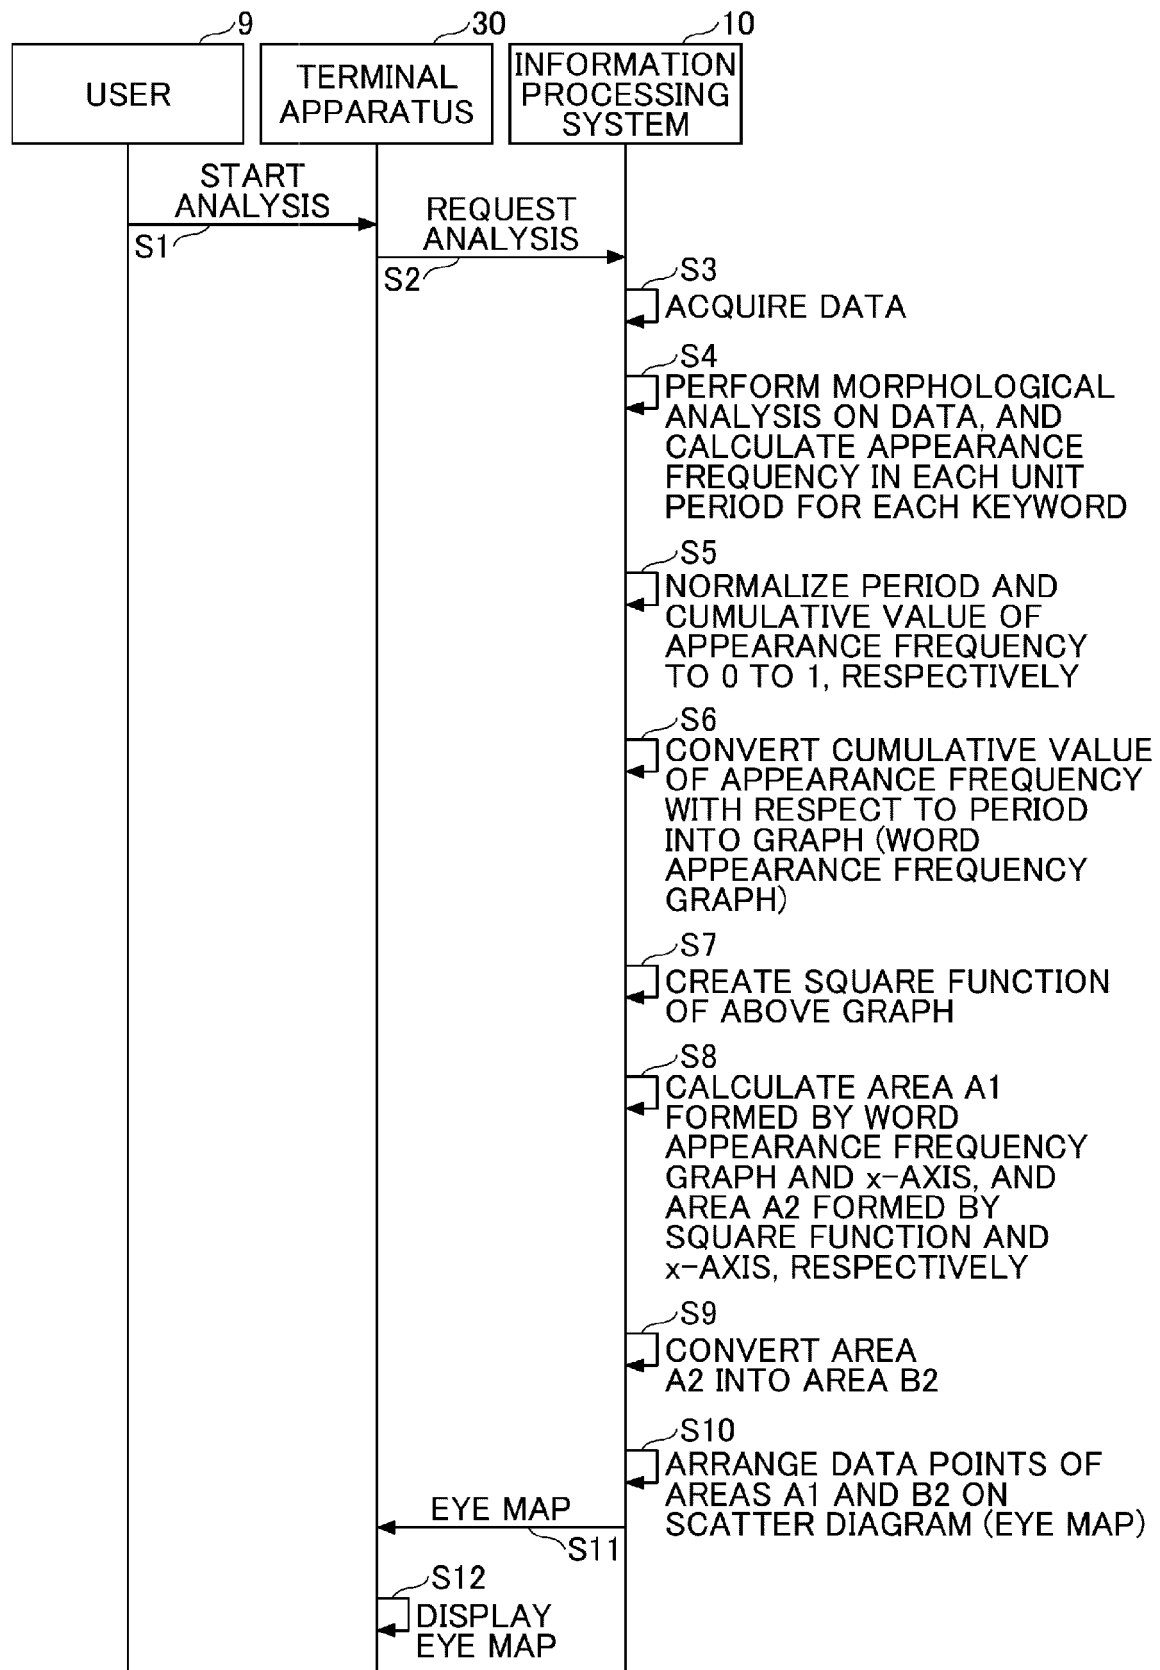 9
30
10
USER
TERMINAL
APPARATUS
INFORMATION
PROCESSING
SYSTEM
START
ANALYSIS
S1
REQUEST
ANALYSIS
S2
S3
ACQUIRE DATA
S4
PERFORM MORPHOLOGICAL
ANALYSIS ON DATA, AND
CALCULATE APPEARANCE
FREQUENCY IN EACH UNIT
PERIOD FOR EACH KEYWORD
S5
NORMALIZE PERIOD AND
CUMULATIVE VALUE OF
APPEARANCE FREQUENCY
TO 0 TO 1, RESPECTIVELY
S6
CONVERT CUMULATIVE VALUE
OF APPEARANCE FREQUENCY
WITH RESPECT TO PERIOD
INTO GRAPH (WORD
APPEARANCE FREQUENCY
GRAPH)
S7
CREATE SQUARE FUNCTION
OF ABOVE GRAPH
S8
CALCULATE AREA A1
FORMED BY WORD
APPEARANCE FREQUENCY
GRAPH AND x-AXIS, AND
AREA A2 FORMED BY
SQUARE FUNCTION AND
x-AXIS, RESPECTIVELY
S9
CONVERT AREA
A2 INTO AREA B2
S10
ARRANGE DATA POINTS OF
AREAS A1 AND B2 ON
SCATTER DIAGRAM (EYE MAP)
EYE MAP
S11
S12
DISPLAY
EYE MAP